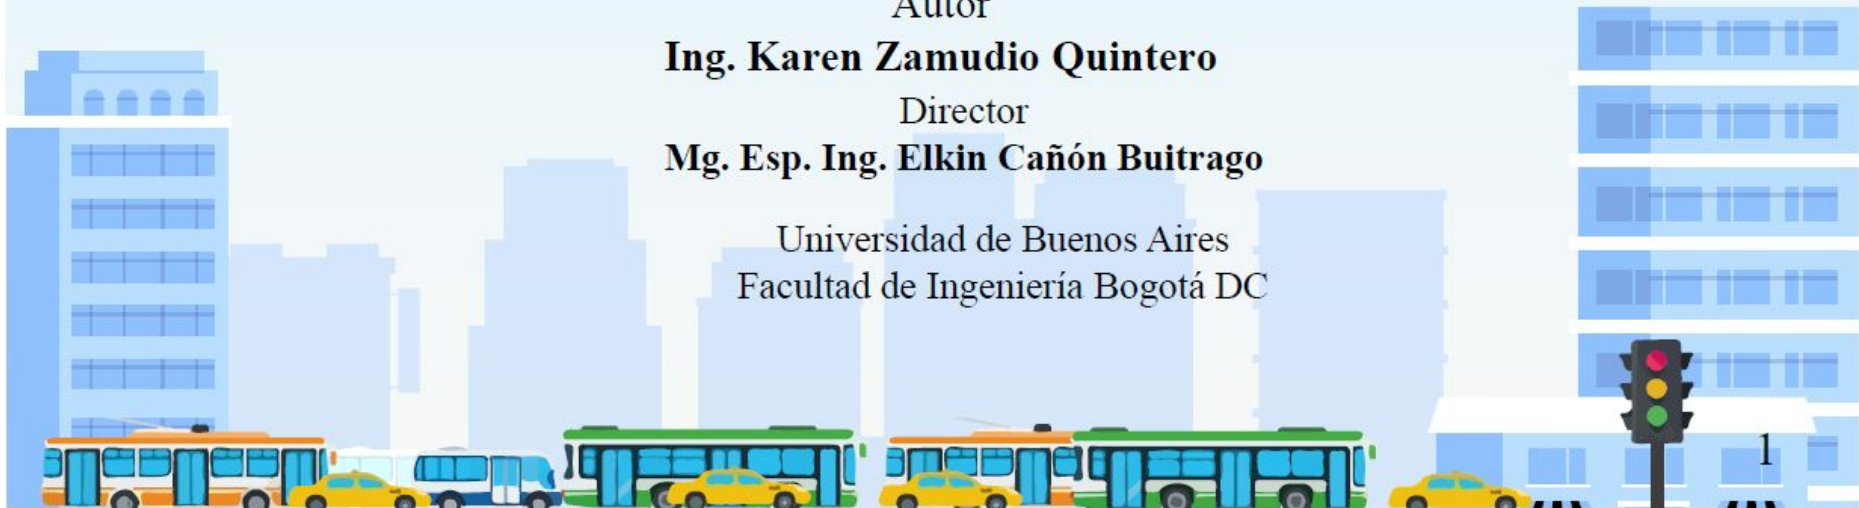 Autor
Ing. Karen Zamudio Quintero
Director
Mg. Esp. Ing. Elkin Cañón Buitrago
Universidad de Buenos Aires
Facultad de Ingeniería Bogotá DC
1